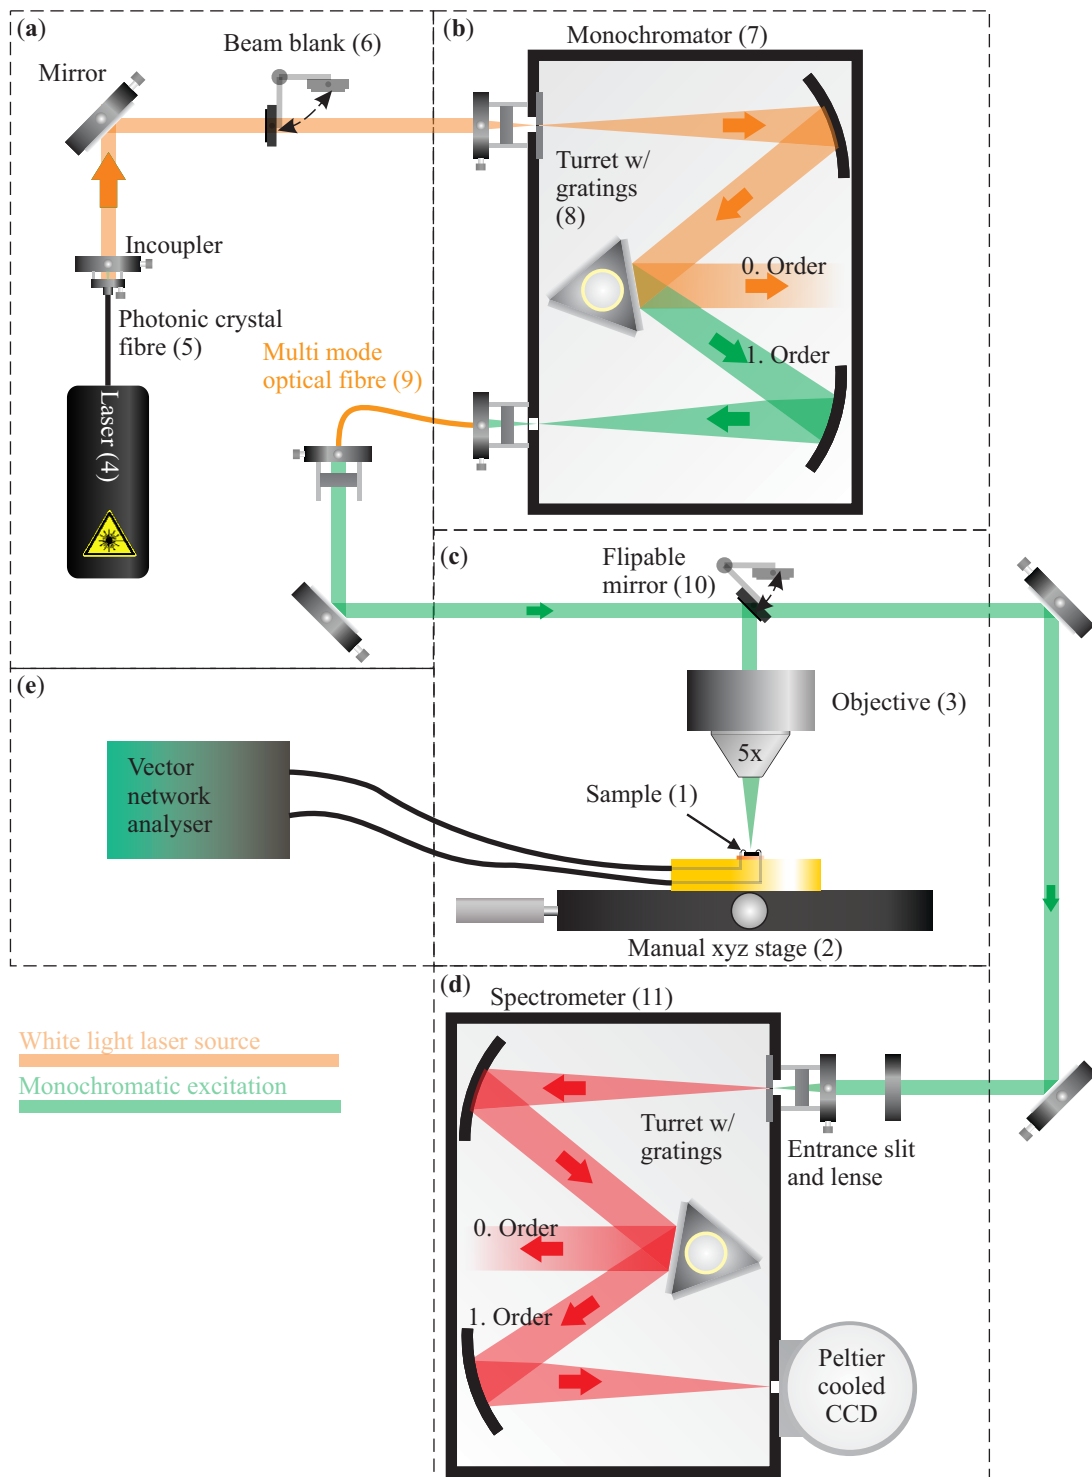 (a)
Beam blank (6)
Mirror
Incoupler
Photonic crystal
fibre (5)
Laser (4)
Multi mode
optical fibre (9)
(b)
Monochromator (7)
Turret w/
gratings
(8)
0. Order
1. Order
(c)
Flipable
mirror (10)
Objective (3)
5x
Sample (1)
Manual xyz stage (2)
(e)
Vector
network
analyser
(d)
Spectrometer (11)
Turret w/
gratings
Entrance slit
and lense
0. Order
1. Order
Peltier
cooled
CCD
White light laser source
Monochromatic excitation